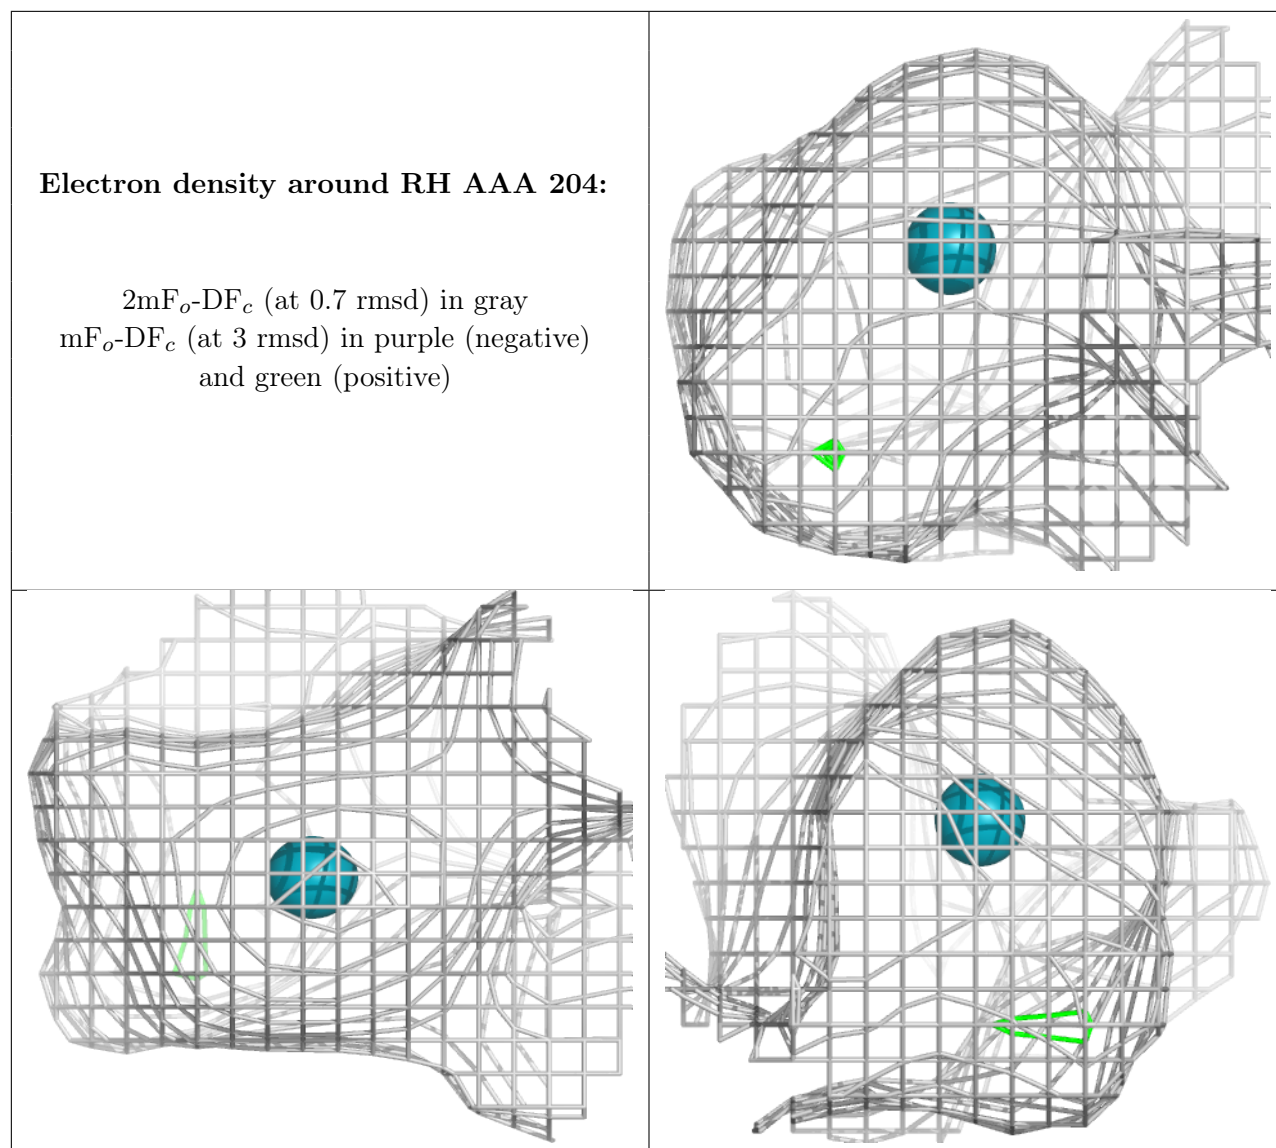 Electron density around RH AAA 204:
2mFo-DFc (at 0.7 rmsd) in gray
mFo-DFc (at 3 rmsd) in purple (negative)
and green (positive)